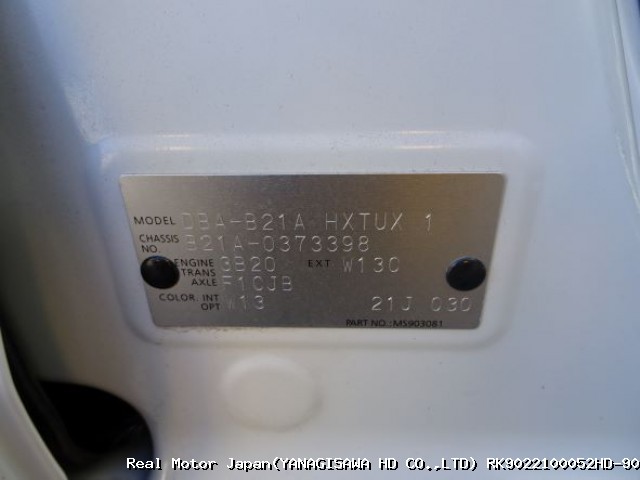 MODEL DBA-B21A HXTUX 1
CHASSIS NO. B21A-0373398
ENGINE 3B20 EXT W13C
TRANS AXLE F1CJB
COLOR. INT OPT W13 21J 030
PART NO.: MS903081
Real Motor Japan(YANAGISAWA HD CO.,LTD) RK9022100052HD-90